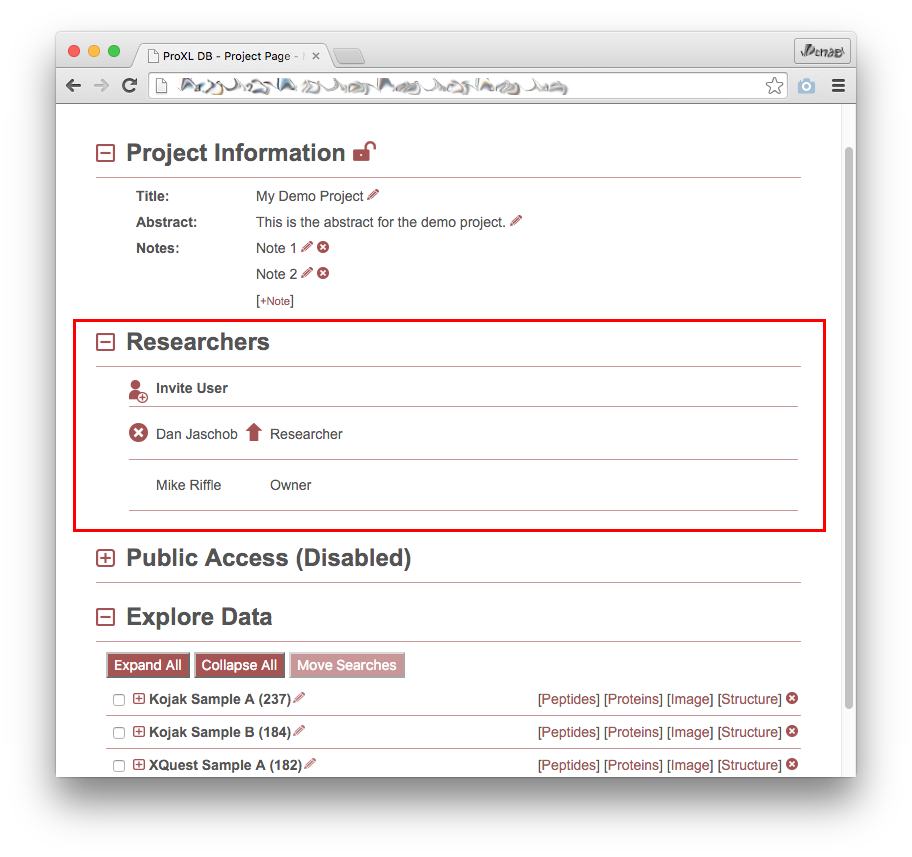 ProXL DB - Project Page -
Project Information
Title: My Demo Project
Abstract: This is the abstract for the demo project.
Notes: Note 1
Note 2
[+Note]
Researchers
Invite User
Dan Jaschob Researcher
Mike Riffle Owner
Public Access (Disabled)
Explore Data
Expand All Collapse All Move Searches
Kojak Sample A (237) [Peptides] [Proteins] [Image] [Structure]
Kojak Sample B (184) [Peptides] [Proteins] [Image] [Structure]
XQuest Sample A (182) [Peptides] [Proteins] [Image] [Structure]